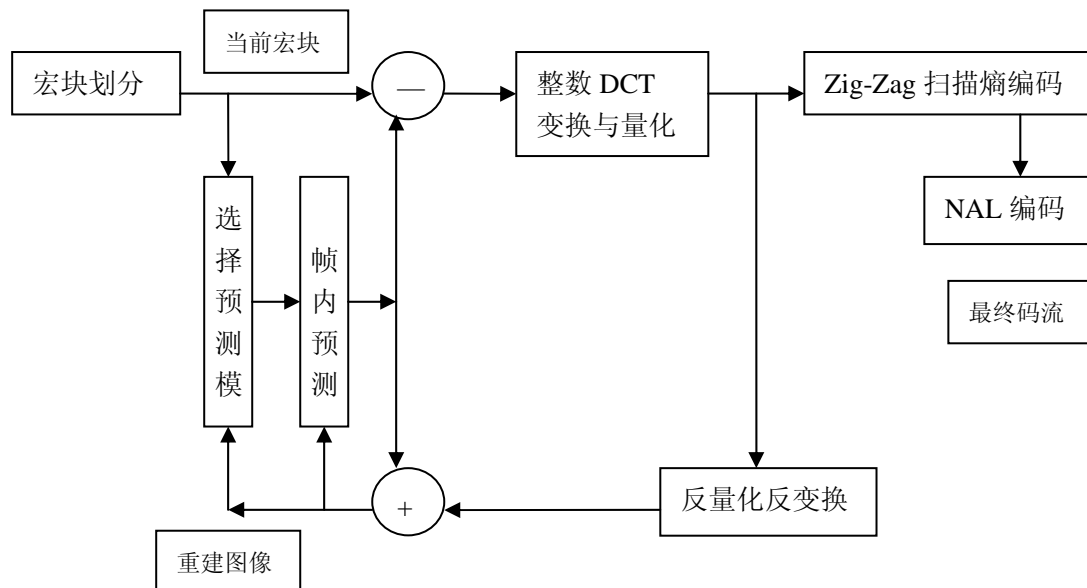 当前宏块
宏块划分
—
整数 DCT
变换与量化
Zig-Zag 扫描熵编码
NAL 编码
选择预测模
帧内预测
最终码流
+
反量化反变换
重建图像